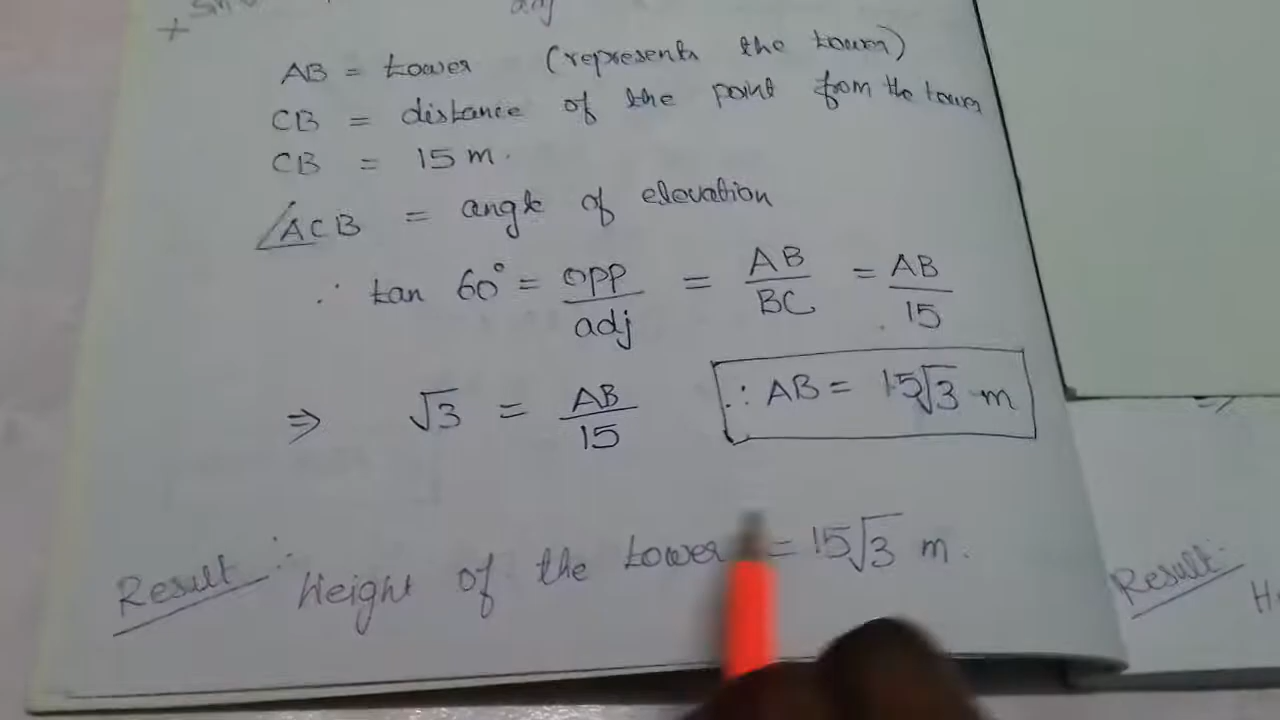 adj
AB = tower (represents the tower)
CB = distance of the point from the tower
CB = 15 m.
∠ACB = angle of elevation
∴ tan 60° = opp/adj = AB/BC = AB/15
⇒ √3 = AB/15 ∴ AB = 15√3 m
Result: Height of the tower = 15√3 m.
Result: